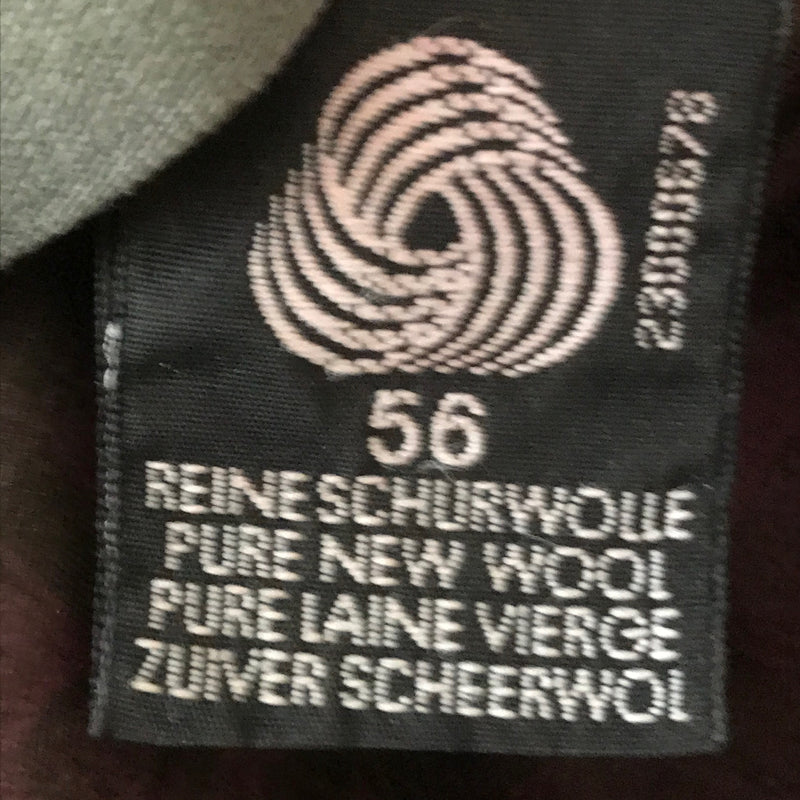 56
REINE SCHURWOLLE
PURE NEW WOOL
PURE LAINE VIERGE
ZUIVER SCHEERWOL